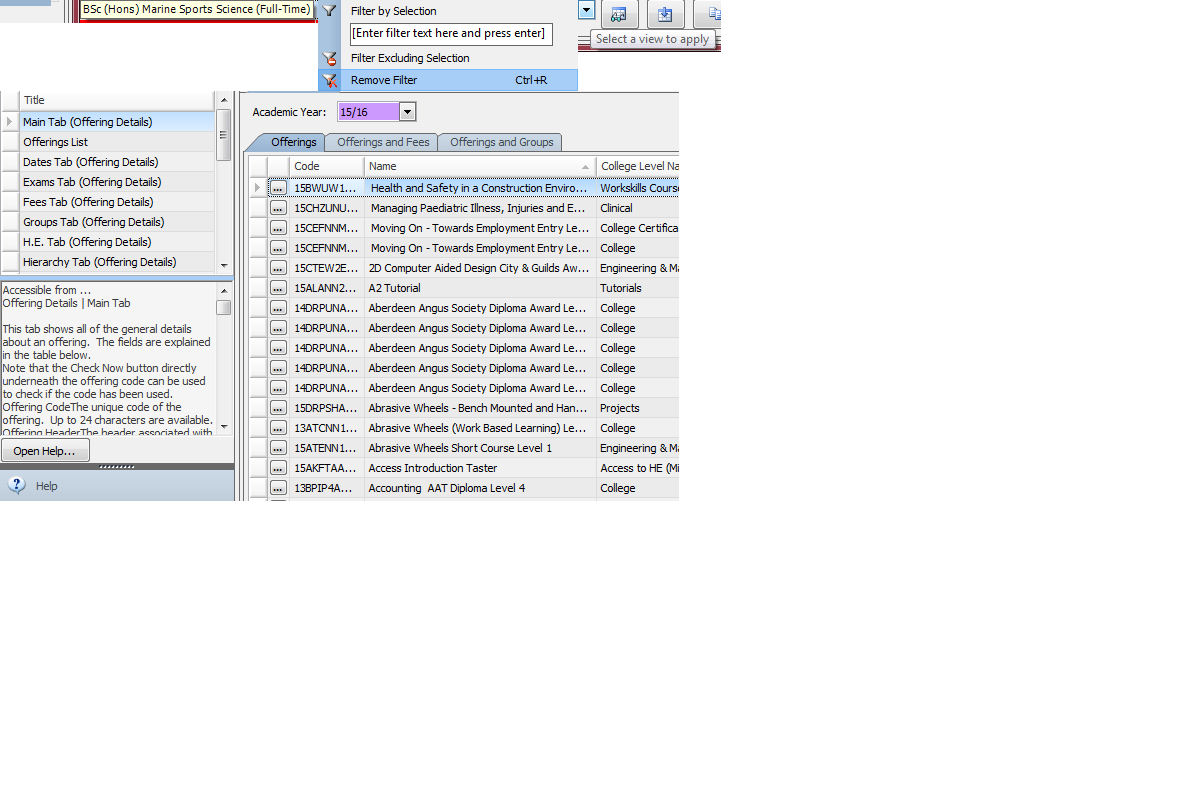 BSc (Hons) Marine Sports Science (Full-Time)
Filter by Selection
[Enter filter text here and press enter]
Filter Excluding Selection
Remove Filter Ctrl+R
Select a view to apply
Title
Main Tab (Offering Details)
Offerings List
Dates Tab (Offering Details)
Exams Tab (Offering Details)
Fees Tab (Offering Details)
Groups Tab (Offering Details)
H.E. Tab (Offering Details)
Hierarchy Tab (Offering Details)
Accessible from ...
Offering Details | Main Tab
This tab shows all of the general details
about an offering. The fields are explained
in the table below.
Note that the Check Now button directly
underneath the offering code can be used
to check if the code has been used.
Offering CodeThe unique code of the
offering. Up to 24 characters are available.
Offering HeaderThe header associated with
Open Help...
Help
Academic Year: 15/16
Offerings Offerings and Fees Offerings and Groups
Code Name College Level Na
... 15BWUW1... Health and Safety in a Construction Enviro... Workskills Course
... 15CHZUNU... Managing Paediatric Illness, Injuries and E... Clinical
... 15CEFNNM... Moving On - Towards Employment Entry Le... College Certifica
... 15CEFNNM... Moving On - Towards Employment Entry Le... College
... 15CTEW2E... 2D Computer Aided Design City & Guilds Aw... Engineering & Ma
... 15ALANN2... A2 Tutorial Tutorials
... 14DRPUNA... Aberdeen Angus Society Diploma Award Le... College
... 14DRPUNA... Aberdeen Angus Society Diploma Award Le... College
... 14DRPUNA... Aberdeen Angus Society Diploma Award Le... College
... 14DRPUNA... Aberdeen Angus Society Diploma Award Le... College
... 14DRPUNA... Aberdeen Angus Society Diploma Award Le... College
... 15DRPSHA... Abrasive Wheels - Bench Mounted and Han... Projects
... 13ATCNN1... Abrasive Wheels (Work Based Learning) Le... College
... 15ATENN1... Abrasive Wheels Short Course Level 1 Engineering & Ma
... 15AKFTAA... Access Introduction Taster Access to HE (Mi
... 13BPIP4A... Accounting AAT Diploma Level 4 College